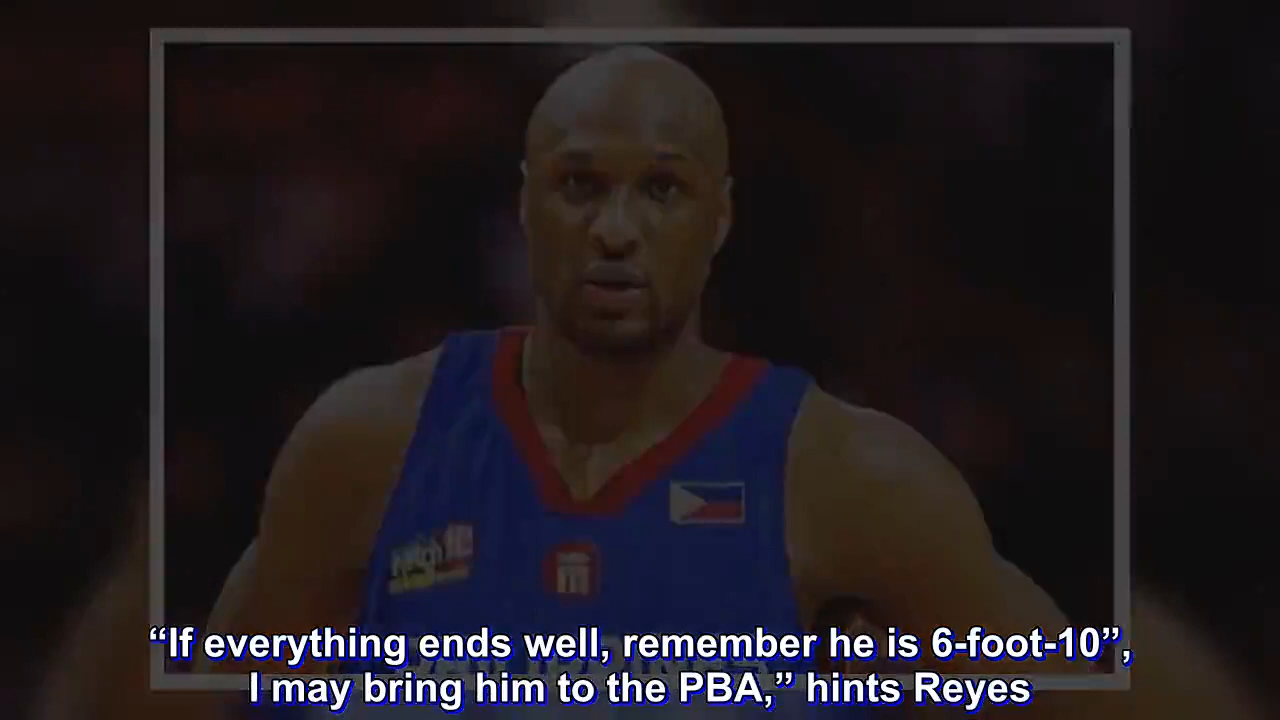 “If everything ends well, remember he is 6-foot-10”,
I may bring him to the PBA,” hints Reyes